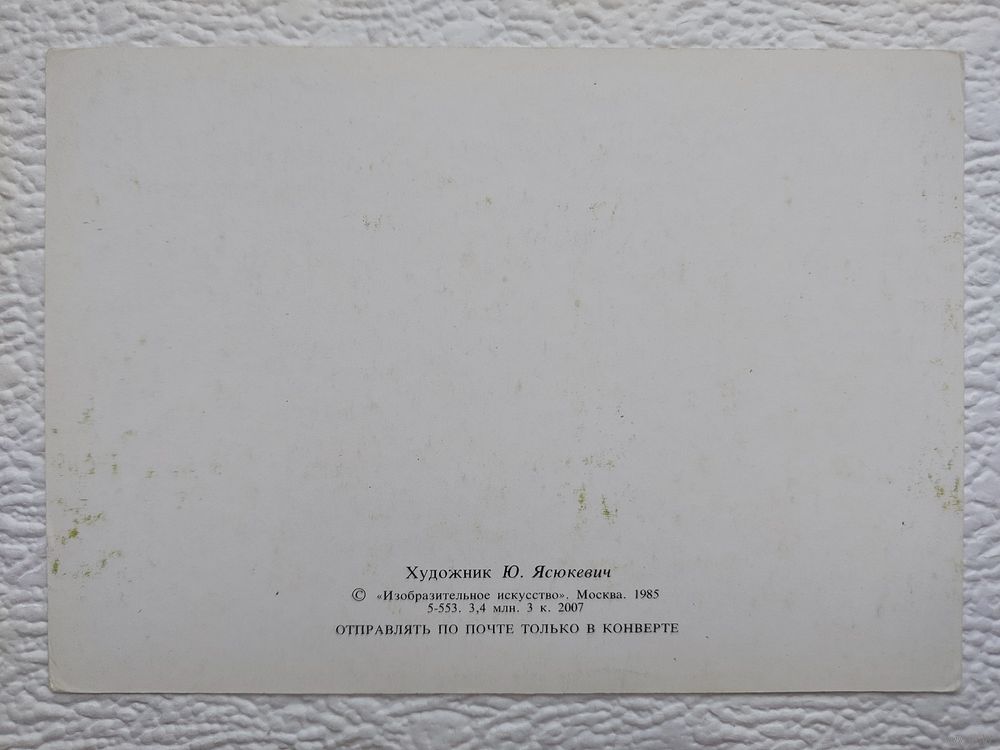 Художник Ю. Ясюкевич
© «Изобразительное искусство». Москва. 1985
5-553. 3,4 млн. 3 к. 2007
ОТПРАВЛЯТЬ ПО ПОЧТЕ ТОЛЬКО В КОНВЕРТЕ